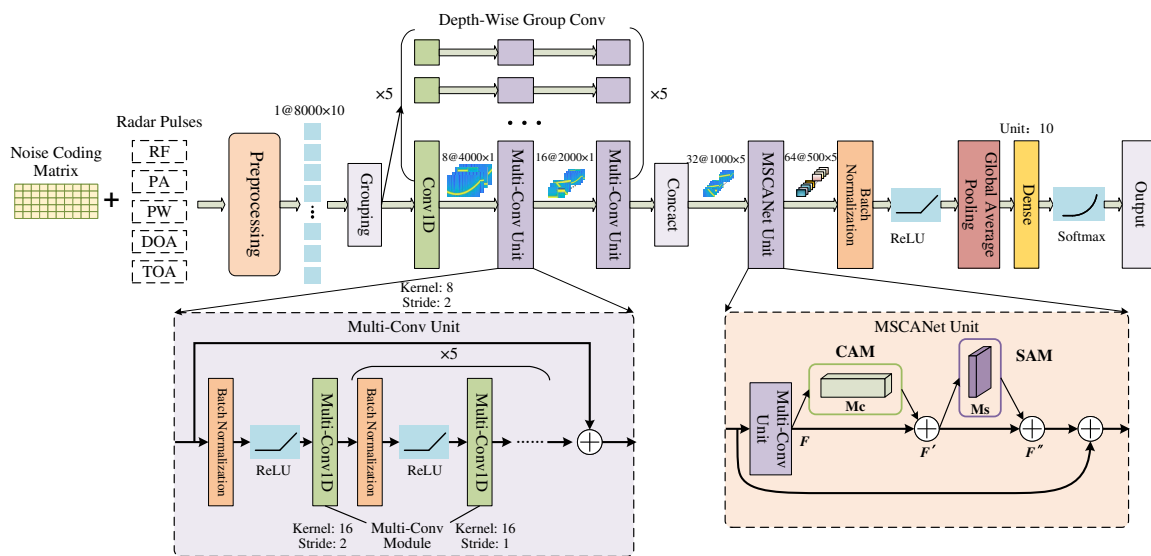 Depth-Wise Group Conv
×5
×5
1@8000×10
Radar Pulses
Noise Coding
Matrix
+
RF
PA
PW
DOA
TOA
Preprocessing
Grouping
Conv1D
8@4000×1
Multi-Conv Unit
16@2000×1
Multi-Conv Unit
Concact
32@1000×5
MSCANet Unit
64@500×5
Batch
Normalization
ReLU
Global Average
Pooling
Unit: 10
Dense
Softmax
Output
Kernel: 8
Stride: 2
Multi-Conv Unit
×5
Batch Normalization
ReLU
Multi-Conv1D
Batch Normalization
ReLU
Multi-Conv1D
Kernel: 16
Stride: 2
Multi-Conv
Module
Kernel: 16
Stride: 1
MSCANet Unit
CAM
SAM
Mc
Ms
Multi-Conv
Unit
F
F′
F″